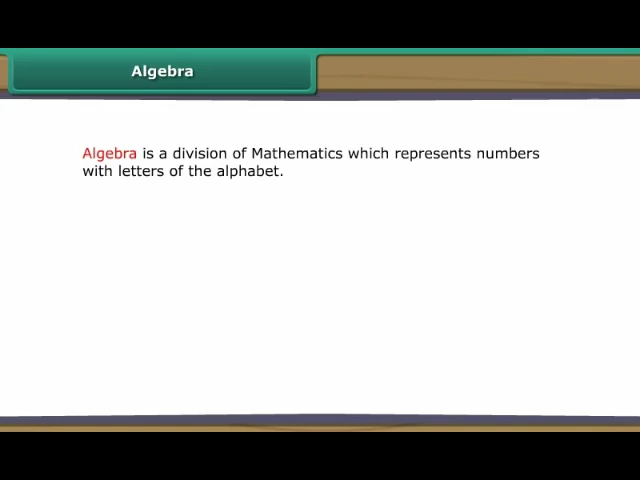 Algebra
Algebra is a division of Mathematics which represents numbers
with letters of the alphabet.